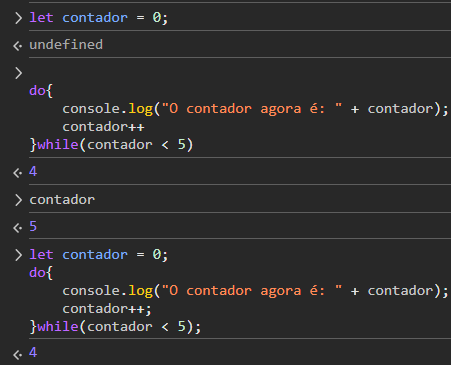 > let contador = 0;
<· undefined
>
do{
    console.log("O contador agora é: " + contador);
    contador++
}while(contador < 5)
<· 4
> contador
<· 5
> let contador = 0;
do{
    console.log("O contador agora é: " + contador);
    contador++;
}while(contador < 5);
<· 4